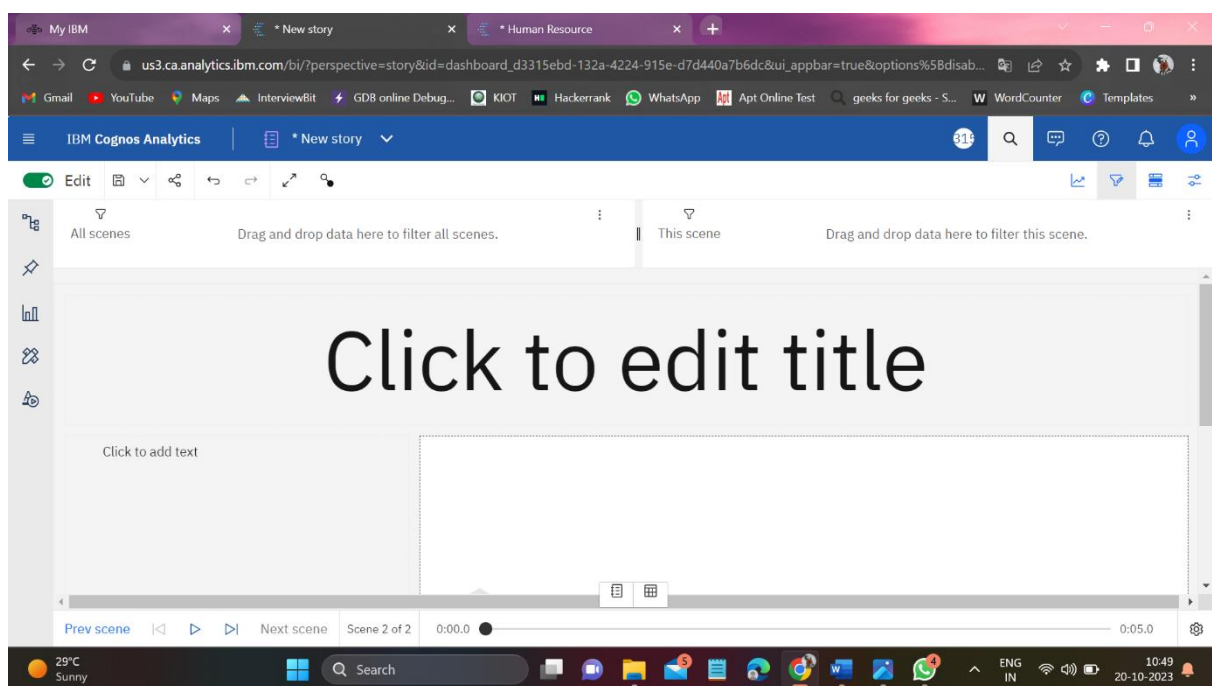 My IBM
* New story
* Human Resource
us3.ca.analytics.ibm.com/bi/?perspective=story&id=dashboard_d3315ebd-132a-4224-915e-d7d440a7b6dc&ui_appbar=true&options%5Bdisab...
Gmail YouTube Maps InterviewBit GDB online Debug... KIOT Hackerrank WhatsApp Apt Online Test geeks for geeks - S... WordCounter Templates »
IBM Cognos Analytics * New story
Edit
All scenes Drag and drop data here to filter all scenes.
This scene Drag and drop data here to filter this scene.
Click to edit title
Click to add text
Prev scene Next scene Scene 2 of 2 0:00.0 0:05.0
29°C
Sunny
Search
5
4
ENG
IN
10:49
20-10-2023